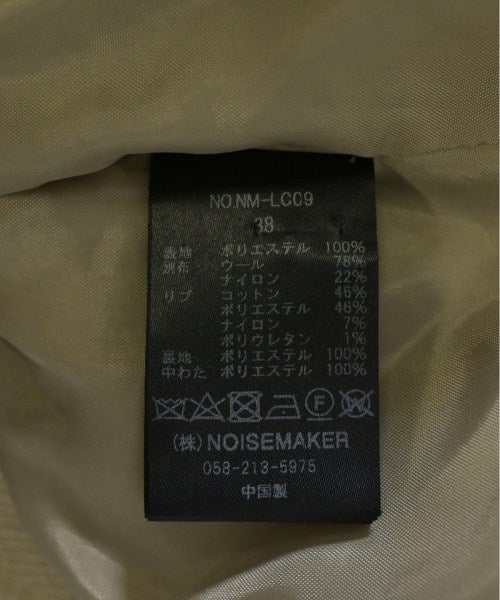 NO.NM-LC09
38
表地 ポリエステル 100%
別布 ウール 78%
ナイロン 22%
リブ コットン 46%
ポリエステル 46%
ナイロン 7%
ポリウレタン 1%
裏地 ポリエステル 100%
中わた ポリエステル 100%
(株) NOISEMAKER
058-213-5975
中国製